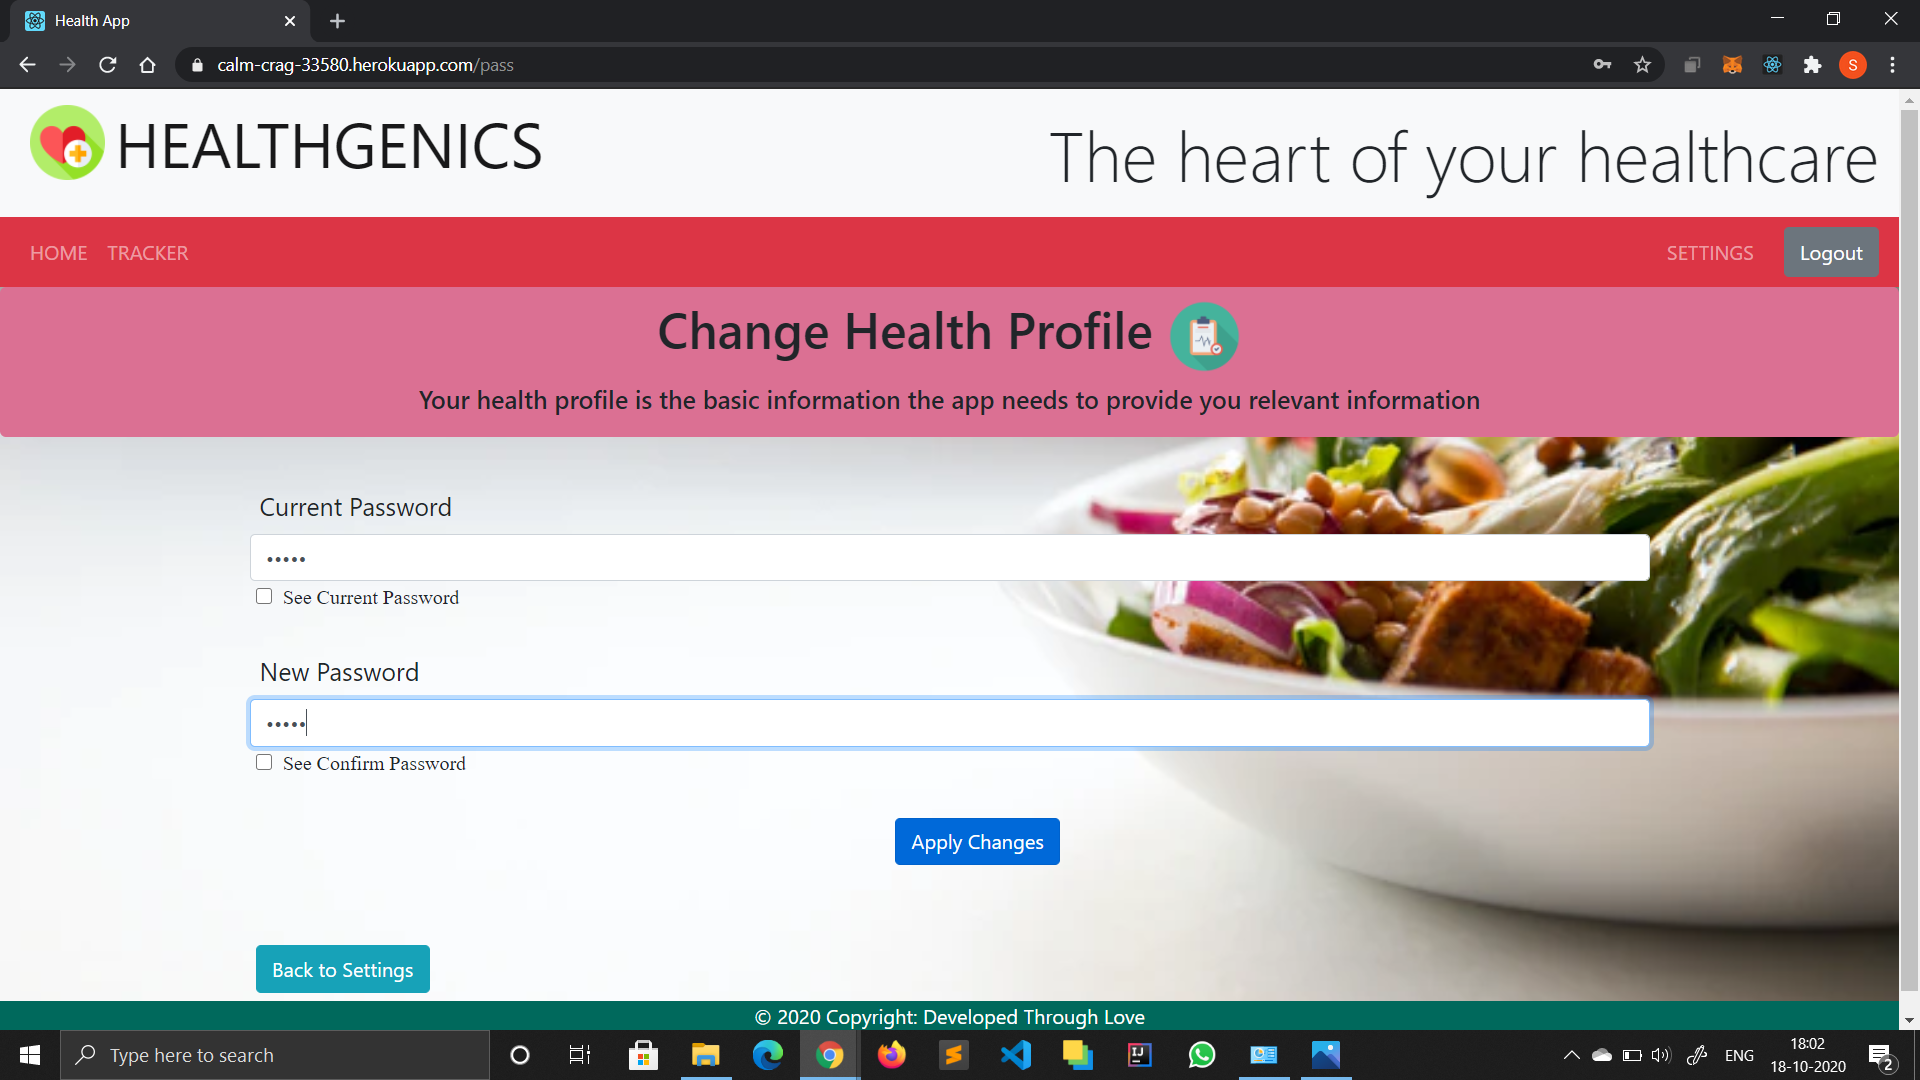 Health App
calm-crag-33580.herokuapp.com/pass
S
HEALTHGENICS
The heart of your healthcare
HOME TRACKER SETTINGS Logout
Change Health Profile
Your health profile is the basic information the app needs to provide you relevant information
Current Password
•••••
See Current Password
New Password
•••••
See Confirm Password
Apply Changes
Back to Settings
© 2020 Copyright: Developed Through Love
Type here to search
IJ
ENG
18:02
18-10-2020
2